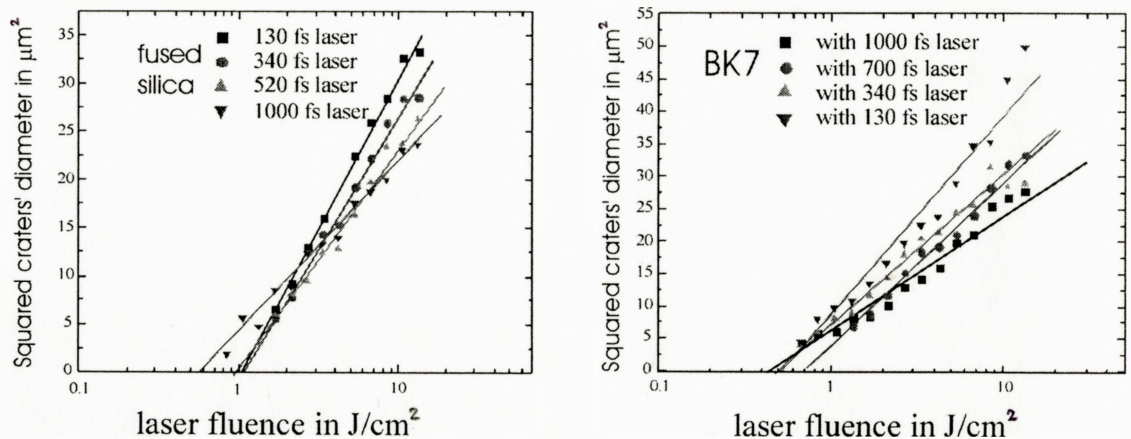 Squared craters' diameter in μm²
35
30
25
20
15
10
5
0
fused
silica
130 fs laser
340 fs laser
520 fs laser
1000 fs laser
0.1
1
10
laser fluence in J/cm²
Squared craters' diameter in μm²
55
50
45
40
35
30
25
20
15
10
5
0
BK7
with 1000 fs laser
with 700 fs laser
with 340 fs laser
with 130 fs laser
0.1
1
10
laser fluence in J/cm²